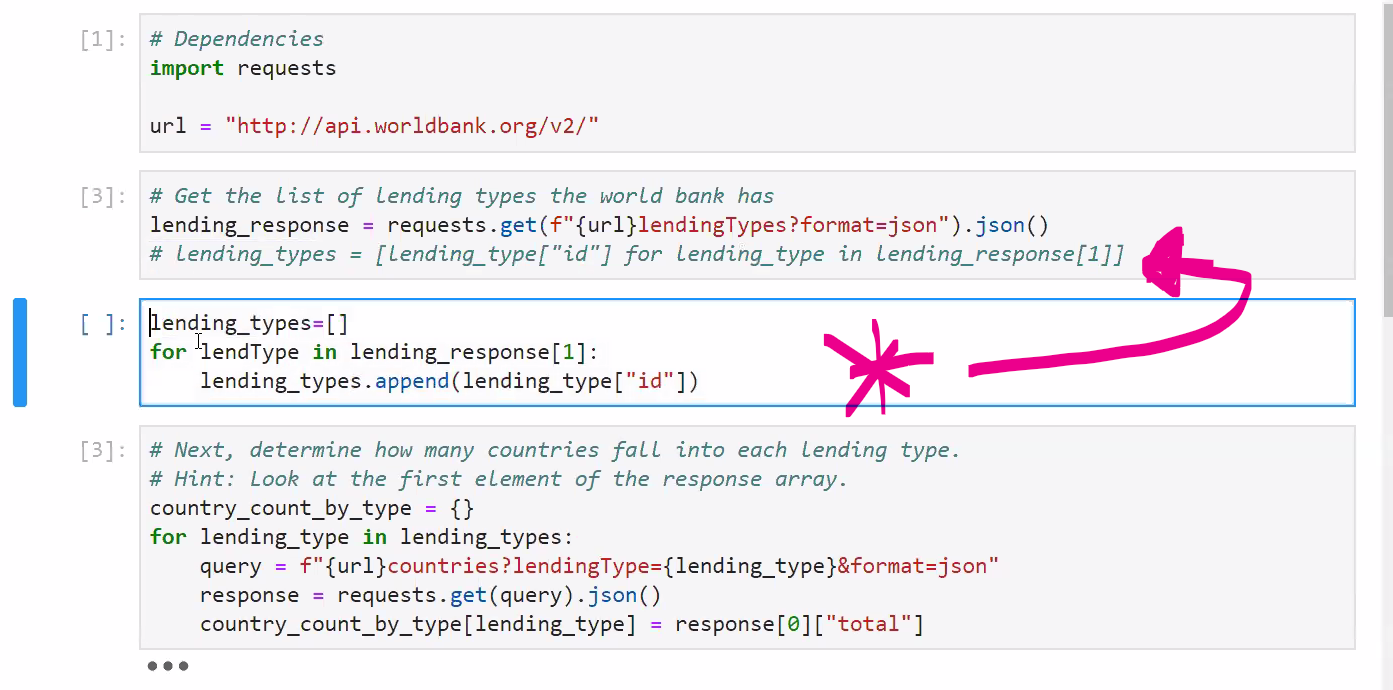 [1]:
# Dependencies
import requests
url = "http://api.worldbank.org/v2/"
[3]:
# Get the list of lending types the world bank has
lending_response = requests.get(f"{url}lendingTypes?format=json").json()
# lending_types = [lending_type["id"] for lending_type in lending_response[1]]
[ ]:
lending_types=[]
for lendType in lending_response[1]:
    lending_types.append(lending_type["id"])
[3]:
# Next, determine how many countries fall into each lending type.
# Hint: Look at the first element of the response array.
country_count_by_type = {}
for lending_type in lending_types:
    query = f"{url}countries?lendingType={lending_type}&format=json"
    response = requests.get(query).json()
    country_count_by_type[lending_type] = response[0]["total"]